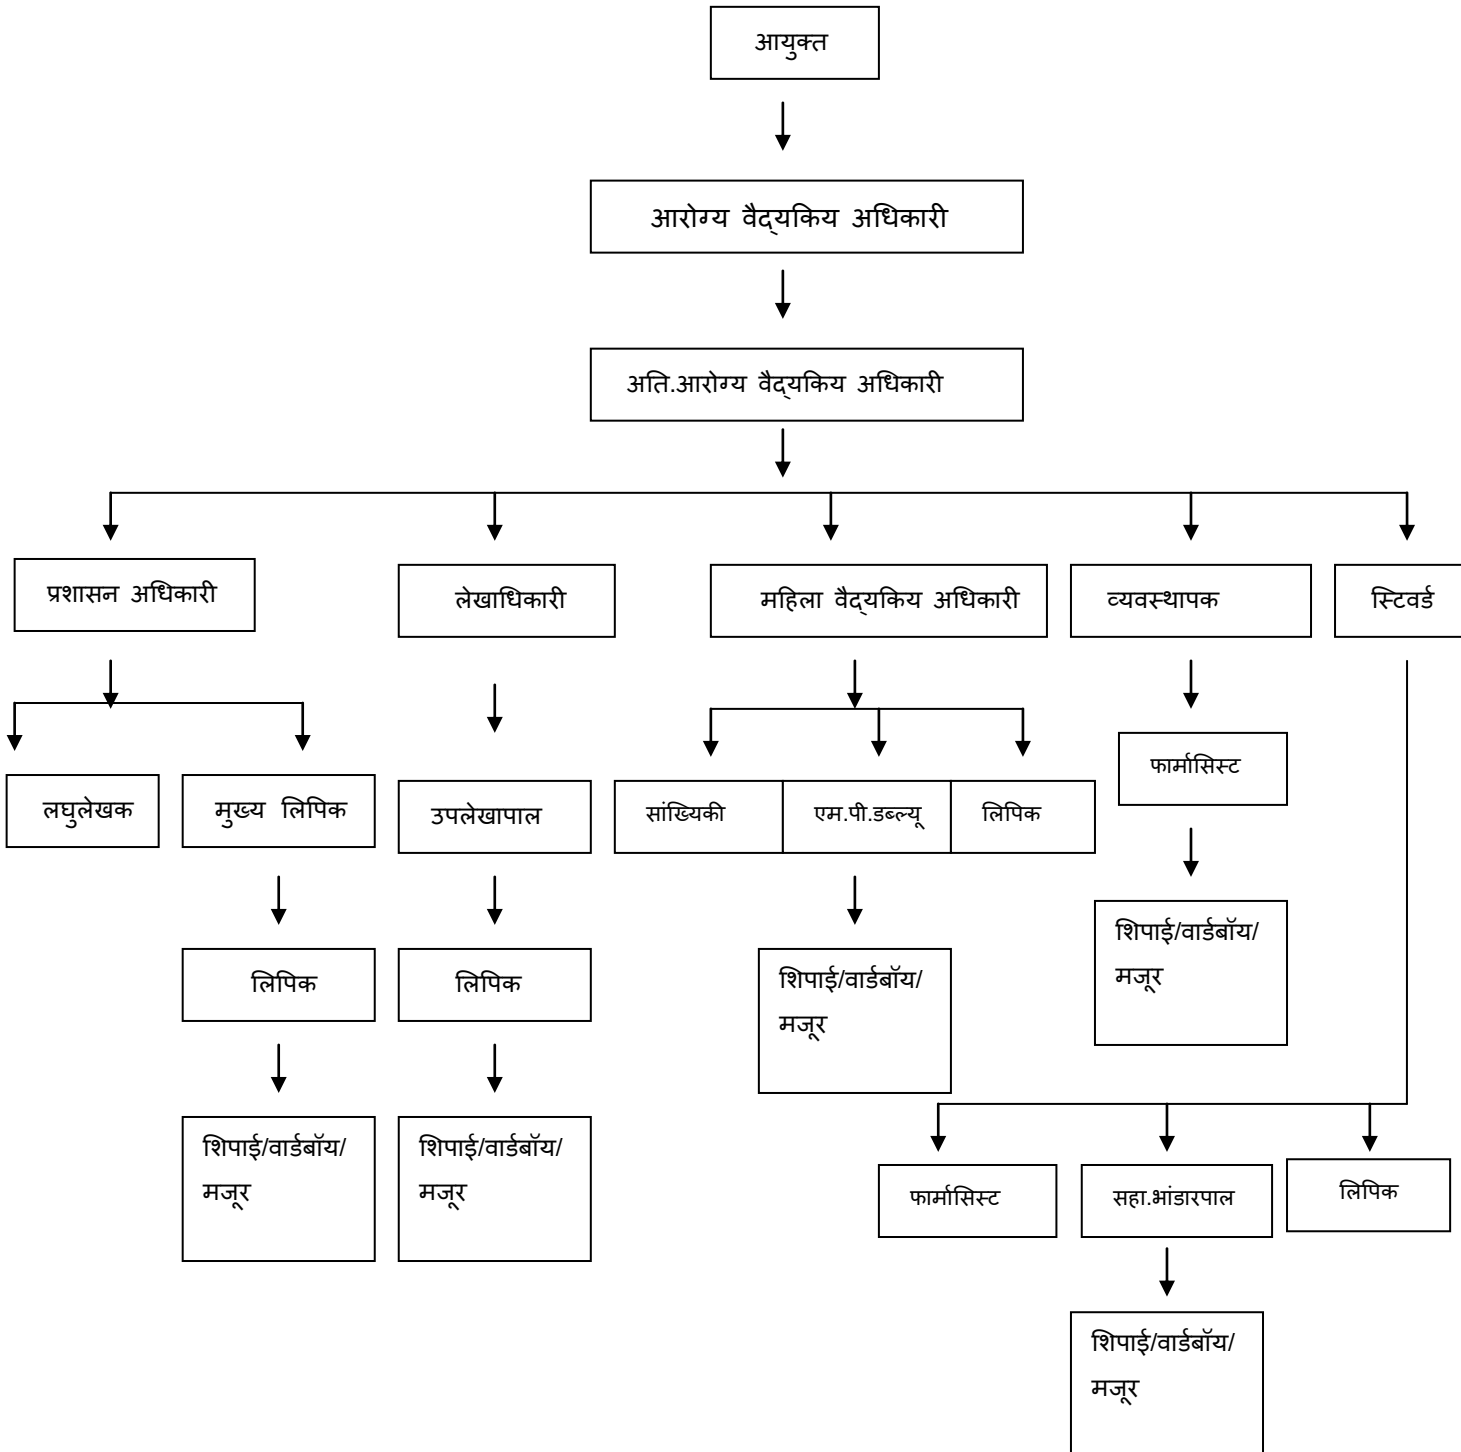 आयुक्त
आरोग्य वैद्यकिय अधिकारी
अति.आरोग्य वैद्यकिय अधिकारी
प्रशासन अधिकारी
लेखाधिकारी
महिला वैद्यकिय अधिकारी
व्यवस्थापक
स्टिवर्ड
फार्मासिस्ट
लघुलेखक
मुख्य लिपिक
उपलेखापाल
सांख्यिकी
एम.पी.डब्ल्यू
लिपिक
शिपाई/वार्डबॉय/
मजूर
लिपिक
लिपिक
शिपाई/वार्डबॉय/
मजूर
शिपाई/वार्डबॉय/
मजूर
शिपाई/वार्डबॉय/
मजूर
फार्मासिस्ट
सहा.भांडारपाल
लिपिक
शिपाई/वार्डबॉय/
मजूर